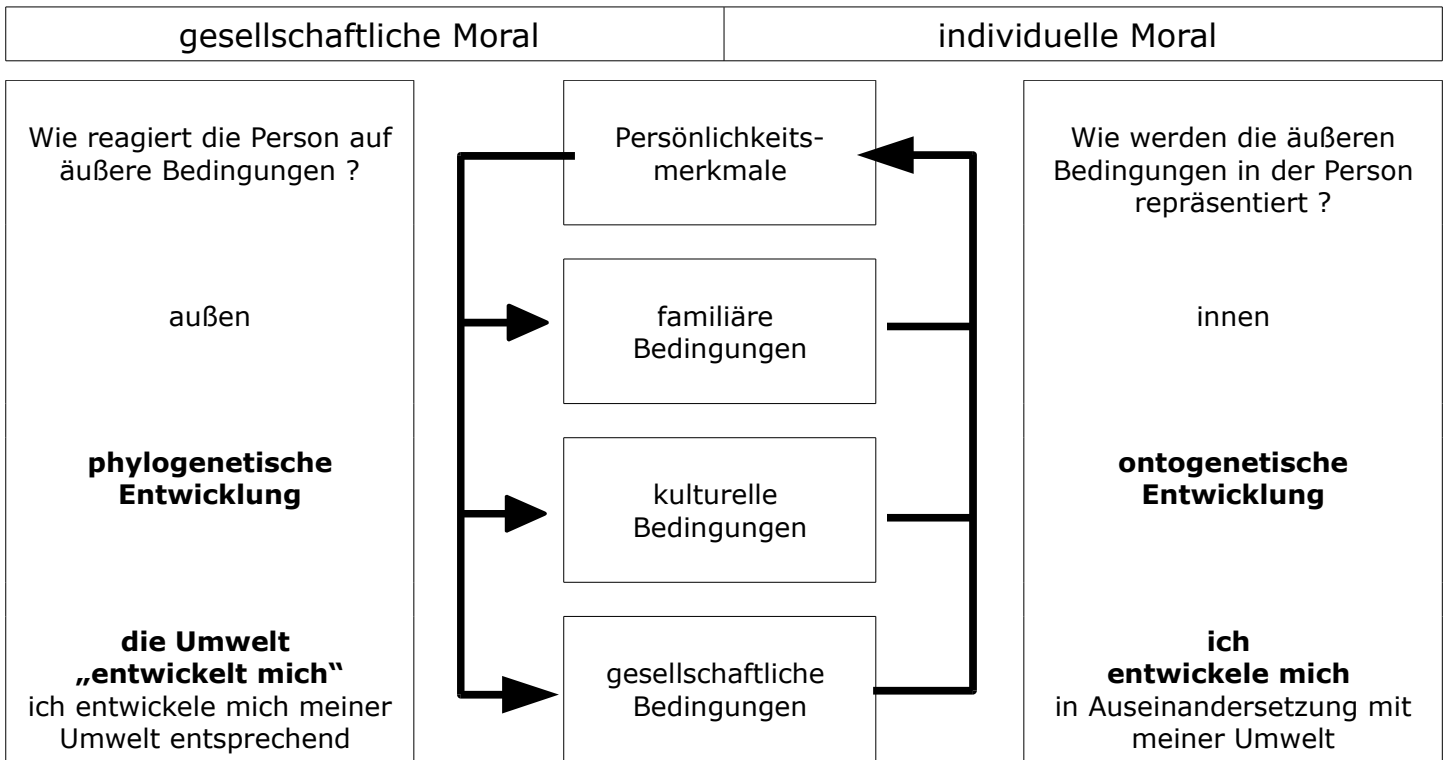 gesellschaftliche Moral
individuelle Moral
Wie reagiert die Person auf
äußere Bedingungen ?
außen
phylogenetische
Entwicklung
die Umwelt
„entwickelt mich“
ich entwickele mich meiner
Umwelt entsprechend
Persönlichkeits-
merkmale
familiäre
Bedingungen
kulturelle
Bedingungen
gesellschaftliche
Bedingungen
Wie werden die äußeren
Bedingungen in der Person
repräsentiert ?
innen
ontogenetische
Entwicklung
ich
entwickele mich
in Auseinandersetzung mit
meiner Umwelt